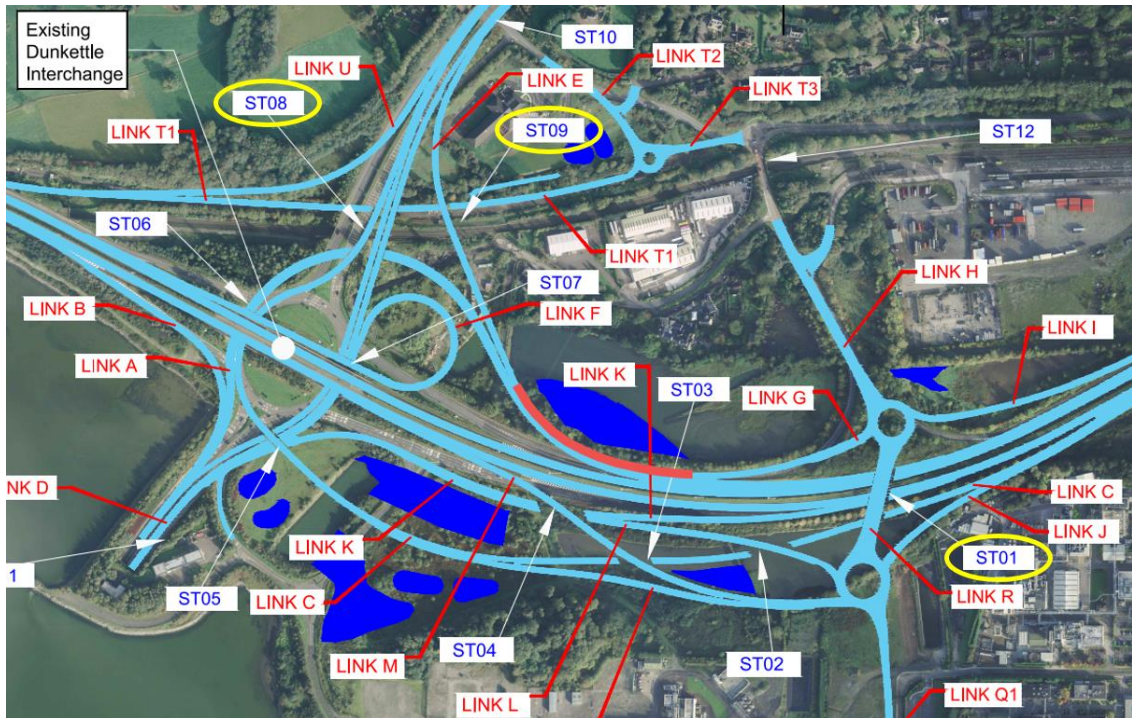 Existing
Dunkettle
Interchange
ST10
LINK U
LINK E
LINK T2
LINK T3
ST08
ST09
LINK T1
ST12
ST06
LINK T1
ST07
LINK H
LINK B
LINK F
LINK I
LINK A
LINK K
ST03
LINK G
NK D
LINK C
LINK K
LINK J
1
ST01
ST05
LINK C
LINK R
LINK M
ST04
ST02
LINK L
LINK Q1